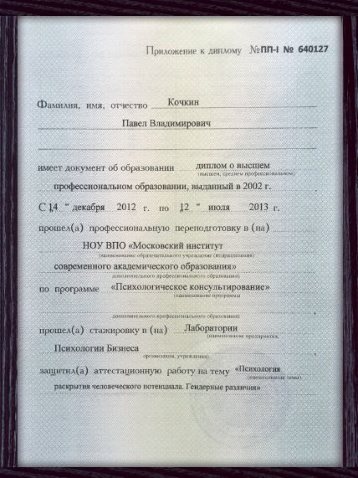 Приложение к диплому № ПП-I № 640127
Фамилия, имя, отчество Кочкин
Павел Владимирович
имеет документ об образовании диплом о высшем
(высшем, среднем профессиональном)
профессиональном образовании, выданный в 2002 г.
С "14 " декабря 2012 г. по " 12 " июля 2013 г.
прошел(а) профессиональную переподготовку в (на)
НОУ ВПО «Московский институт
(наименование образовательного учреждения (подразделения)
современного академического образования»
дополнительного профессионального образования)
по программе «Психологическое консультирование»
(наименование программы
дополнительного профессионального образования)
прошел(а) стажировку в (на) Лаборатории
(наименование предприятия,
Психологии Бизнеса
организации, учреждения)
защитил(а) аттестационную работу на тему «Психология
(наименование темы)
раскрытия человеческого потенциала. Гендерные различия»